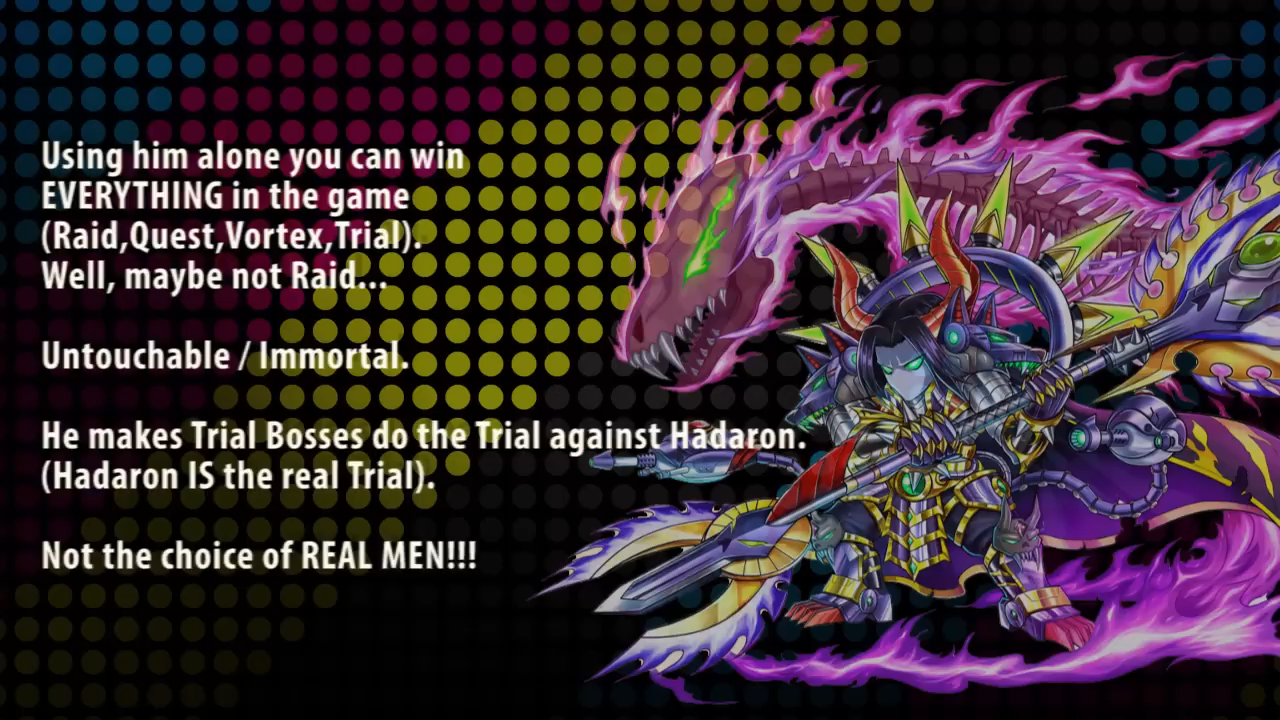 Using him alone you can win
EVERYTHING in the game
(Raid,Quest,Vortex,Trial).
Well, maybe not Raid...
Untouchable / Immortal.
He makes Trial Bosses do the Trial against Hadaron.
(Hadaron IS the real Trial).
Not the choice of REAL MEN!!!